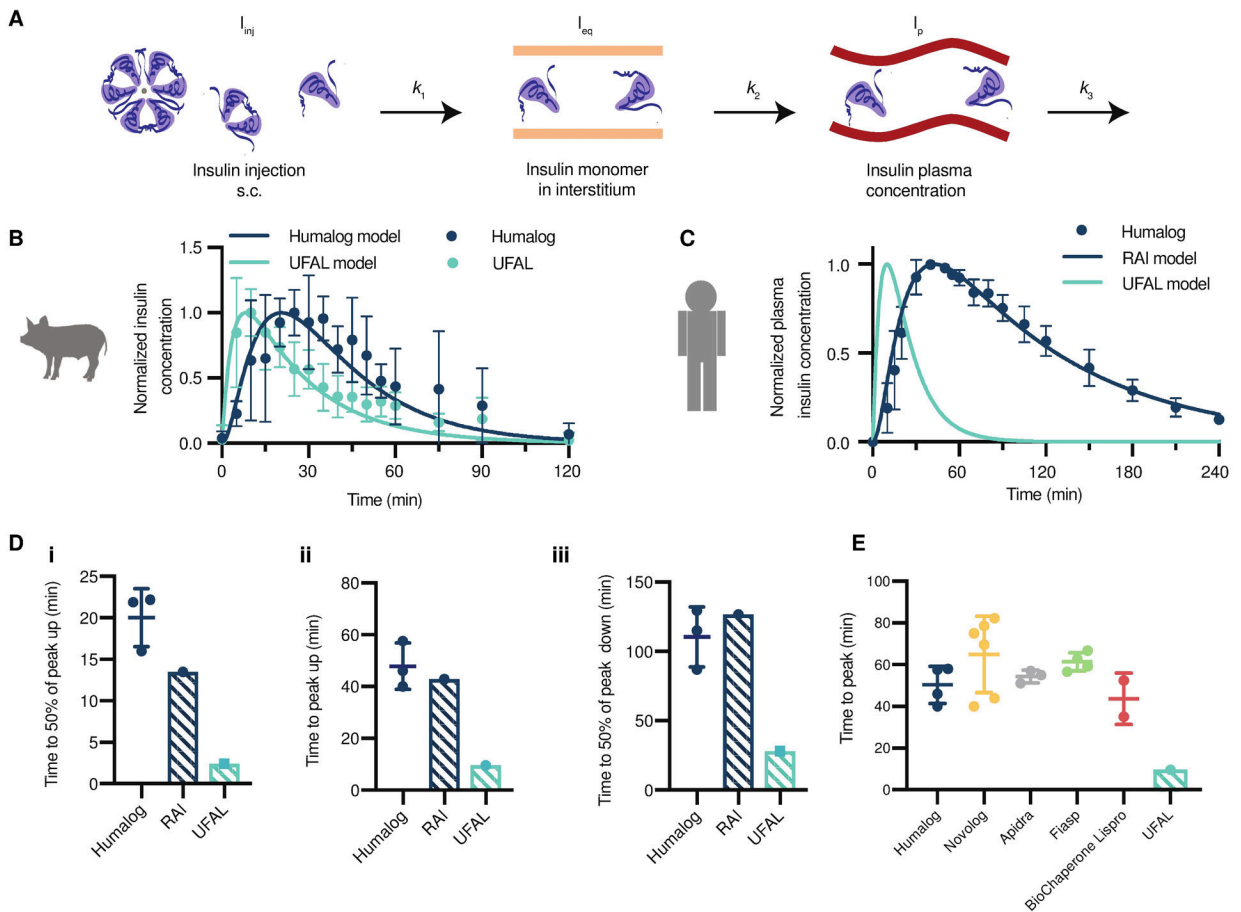 A
I inj
I eq
I p
k1
k2
k3
Insulin injection
s.c.
Insulin monomer
in interstitium
Insulin plasma
concentration
B
Humalog model
UFAL model
Humalog
UFAL
Normalized insulin
concentration
1.5
1.0
0.5
0.0
0 30 60 90 120
Time (min)
C
Humalog
RAI model
UFAL model
Normalized plasma
insulin concentration
1.0
0.5
0.0
0 60 120 180 240
Time (min)
D
i
Time to 50% of peak up (min)
25
20
15
10
5
0
Humalog
RAI
UFAL
ii
Time to peak up (min)
80
60
40
20
0
Humalog
RAI
UFAL
iii
Time to 50% of peak down (min)
150
100
50
0
Humalog
RAI
UFAL
E
Time to peak (min)
100
80
60
40
20
0
Humalog
Novolog
Apidra
Fiasp
BioChaperone Lispro
UFAL